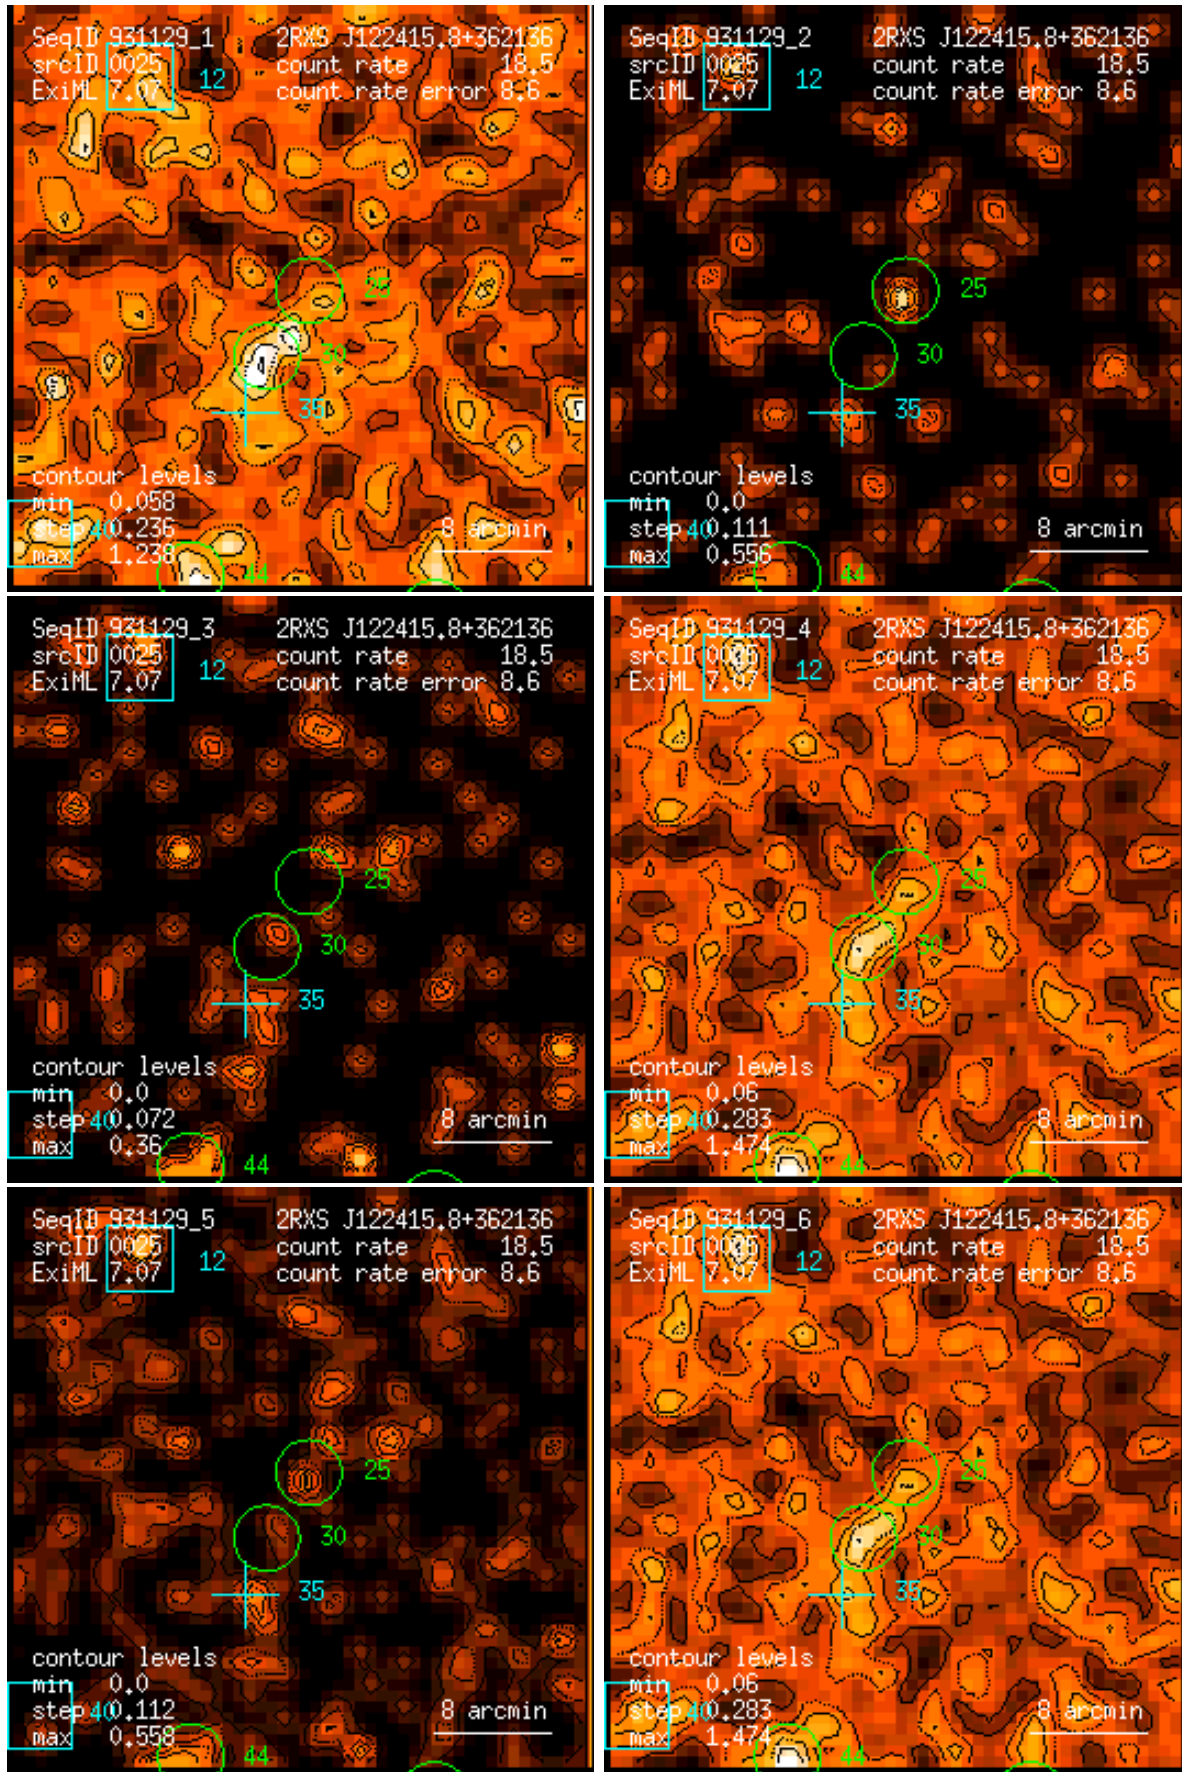 SeqID 931129_1 2RXS J122415.8+362136
srcID 0025 12 count rate 18.5
ExiML 7.07 count rate error 8.6
25
30
35
contour levels
min 0.058
step 0.236 40 8 arcmin
max 1.238 44
SeqID 931129_2 2RXS J122415.8+362136
srcID 0025 12 count rate 18.5
ExiML 7.07 count rate error 8.6
25
30
35
contour levels
min 0.0
step 0.111 40 8 arcmin
max 0.556 44
SeqID 931129_3 2RXS J122415.8+362136
srcID 0025 12 count rate 18.5
ExiML 7.07 count rate error 8.6
25
30
35
contour levels
min 0.0
step 0.072 40 8 arcmin
max 0.36 44
SeqID 931129_4 2RXS J122415.8+362136
srcID 0025 12 count rate 18.5
ExiML 7.07 count rate error 8.6
25
30
35
contour levels
min 0.06
step 0.283 40 8 arcmin
max 1.474 44
SeqID 931129_5 2RXS J122415.8+362136
srcID 0025 12 count rate 18.5
ExiML 7.07 count rate error 8.6
25
30
35
contour levels
min 0.0
step 0.112 40 8 arcmin
max 0.558 44
SeqID 931129_6 2RXS J122415.8+362136
srcID 0025 12 count rate 18.5
ExiML 7.07 count rate error 8.6
25
30
35
contour levels
min 0.06
step 0.283 40 8 arcmin
max 1.474 44